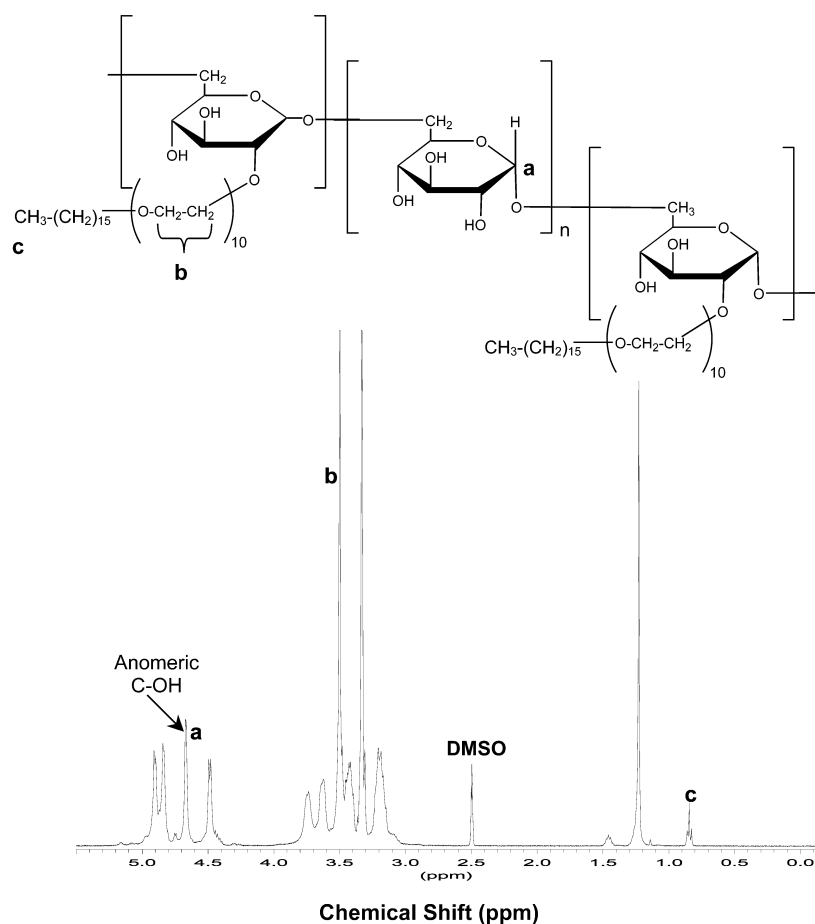 CH2
O
OH
OH
O
O
CH3-(CH2)15
O-CH2-CH2
10
c
b
CH2
H
O
OH
OH
a
HO
O
n
CH3
O
OH
OH
O
O
CH3-(CH2)15
O-CH2-CH2
10
b
Anomeric
C-OH
a
DMSO
c
5.0 4.5 4.0 3.5 3.0 2.5 2.0 1.5 1.0 0.5 0.0
(ppm)
Chemical Shift (ppm)